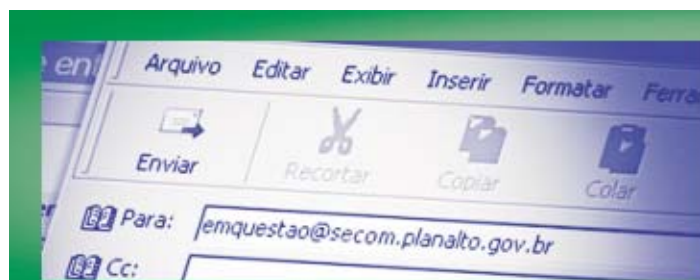 Arquivo Editar Exibir Inserir Formatar
Enviar Recortar Copiar Colar
Para: emquestao@secom.planalto.gov.br
Cc: